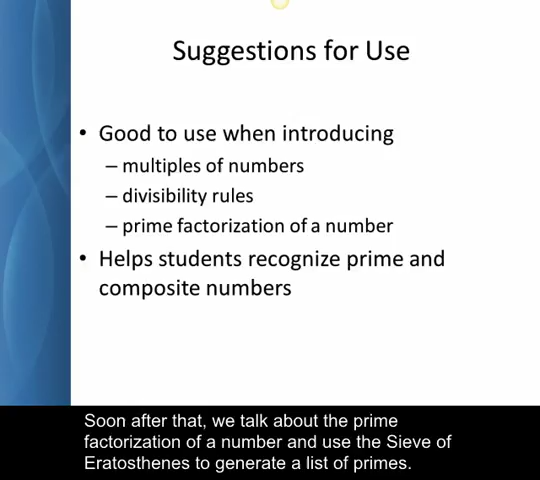 Suggestions for Use
• Good to use when introducing
– multiples of numbers
– divisibility rules
– prime factorization of a number
• Helps students recognize prime and
composite numbers
Soon after that, we talk about the prime
factorization of a number and use the Sieve of
Eratosthenes to generate a list of primes.